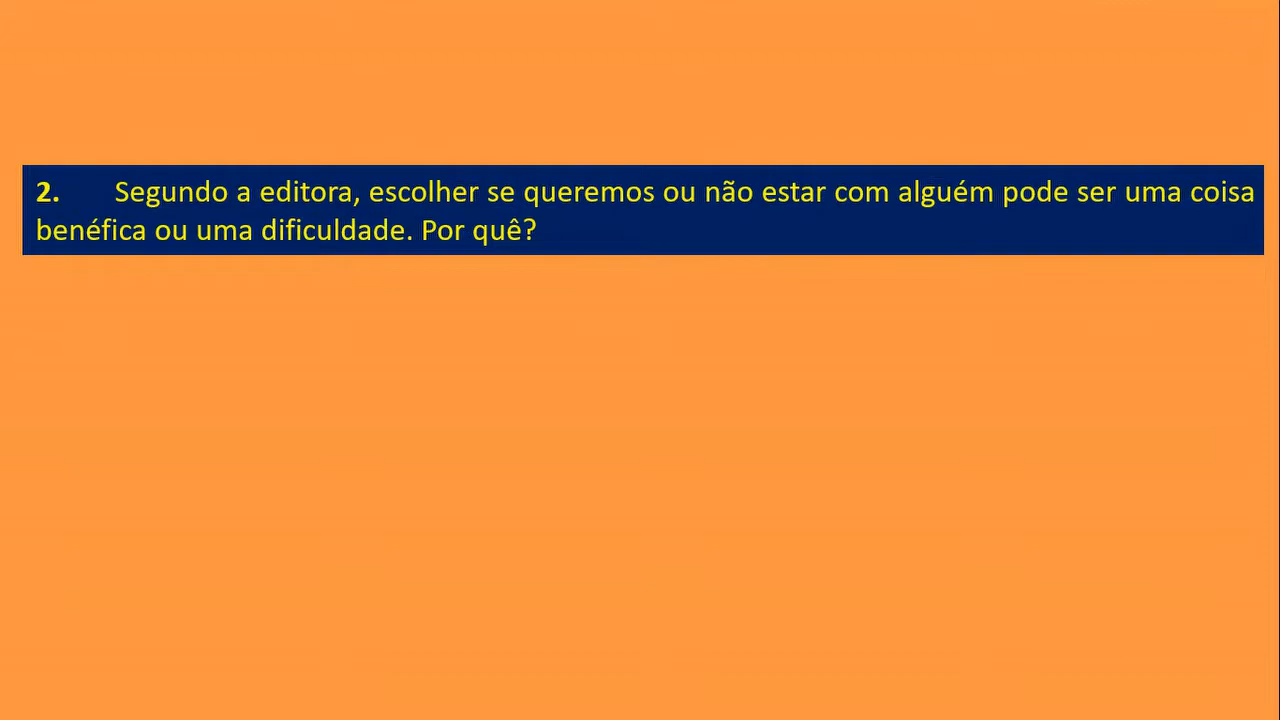 2. Segundo a editora, escolher se queremos ou não estar com alguém pode ser uma coisa
benéfica ou uma dificuldade. Por quê?